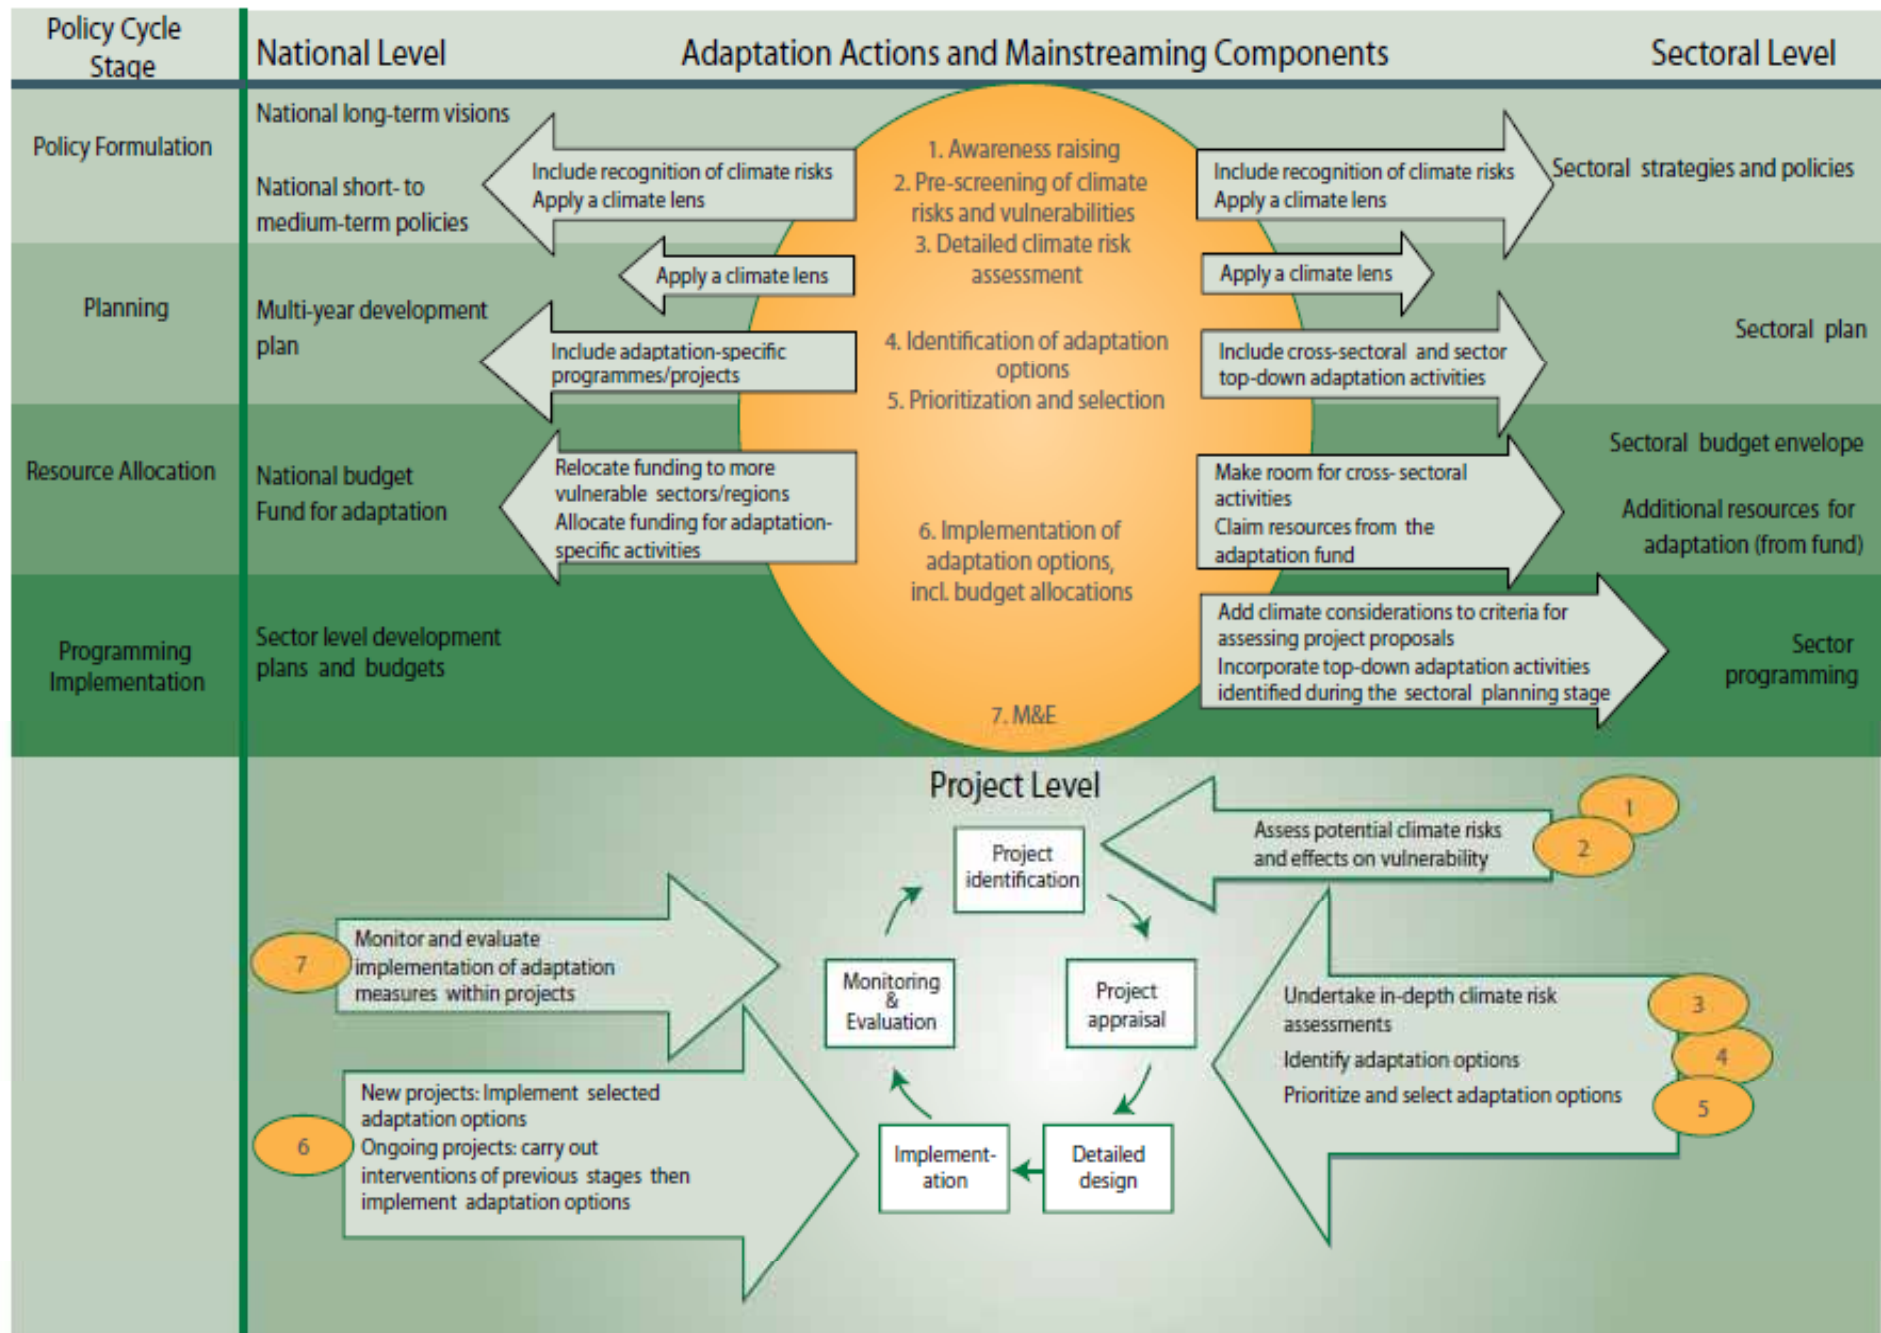 Policy Cycle
Stage
National Level
Adaptation Actions and Mainstreaming Components
Sectoral Level
Policy Formulation
National long-term visions
National short- to
medium-term policies
Include recognition of climate risks
Apply a climate lens
1. Awareness raising
2. Pre-screening of climate
risks and vulnerabilities
3. Detailed climate risk
assessment
Include recognition of climate risks
Apply a climate lens
Sectoral strategies and policies
Planning
Multi-year development
plan
Apply a climate lens
Include adaptation-specific
programmes/projects
4. Identification of adaptation
options
5. Prioritization and selection
Apply a climate lens
Include cross-sectoral and sector
top-down adaptation activities
Sectoral plan
Resource Allocation
National budget
Fund for adaptation
Relocate funding to more
vulnerable sectors/regions
Allocate funding for adaptation-
specific activities
6. Implementation of
adaptation options,
incl. budget allocations
Make room for cross- sectoral
activities
Claim resources from the
adaptation fund
Sectoral budget envelope
Additional resources for
adaptation (from fund)
Programming
Implementation
Sector level development
plans and budgets
7. M&E
Add climate considerations to criteria for
assessing project proposals
Incorporate top-down adaptation activities
identified during the sectoral planning stage
Sector
programming
Project Level
Project
identification
Assess potential climate risks
and effects on vulnerability
1
2
7
Monitor and evaluate
implementation of adaptation
measures within projects
Monitoring
&
Evaluation
Project
appraisal
Undertake in-depth climate risk
assessments
Identify adaptation options
Prioritize and select adaptation options
3
4
5
6
New projects: Implement selected
adaptation options
Ongoing projects: carry out
interventions of previous stages then
implement adaptation options
Implement-
ation
Detailed
design